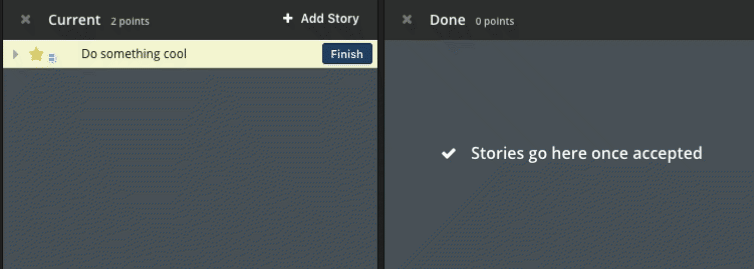 Current 2 points + Add Story
Do something cool Finish
Done 0 points
Stories go here once accepted